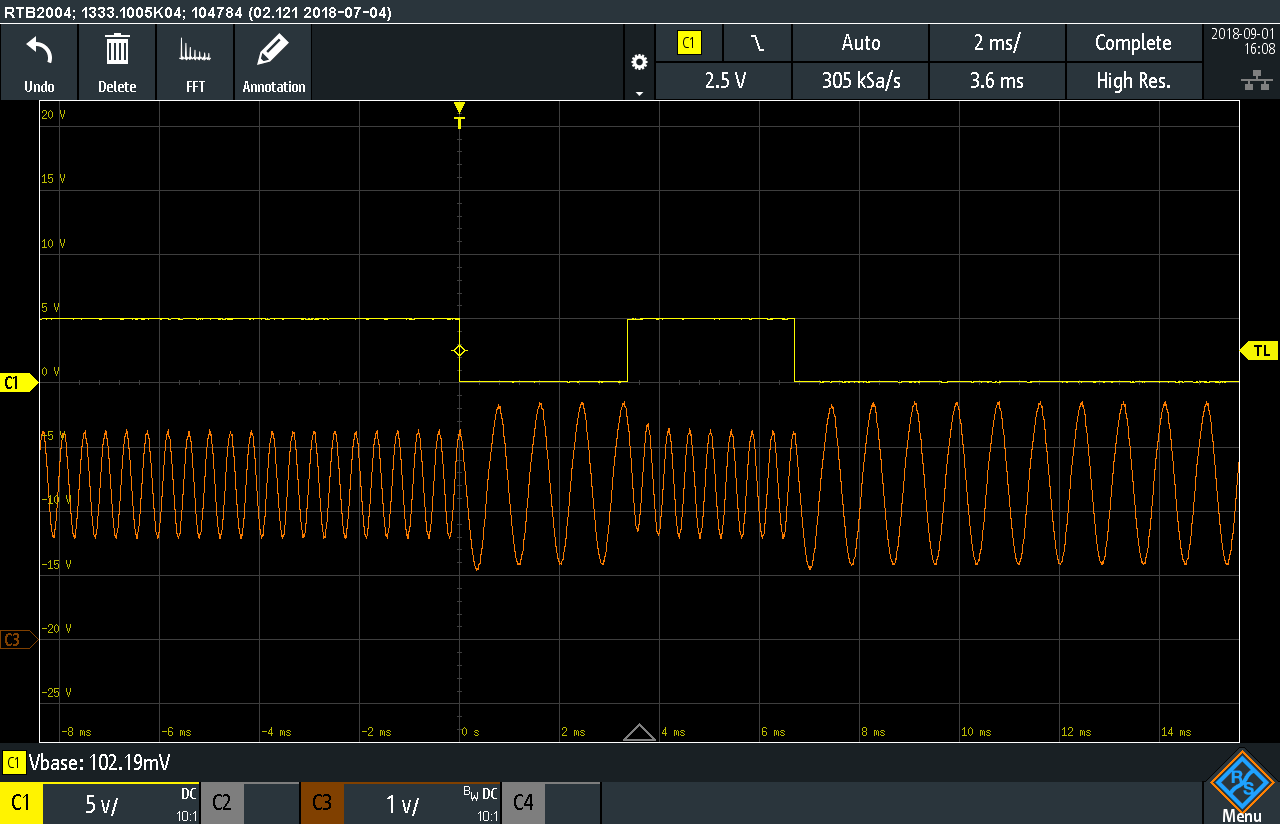 RTB2004; 1333.1005K04; 104784 (02.121 2018-07-04)
Undo
Delete
FFT
Annotation
C1
Auto
2 ms/
Complete
2.5 V
305 kSa/s
3.6 ms
High Res.
2018-09-01
16:08
T
20 V
15 V
10 V
5 V
TL
C1
0 V
-5 V
-10 V
-15 V
C3
-20 V
-25 V
-8 ms
-6 ms
-4 ms
-2 ms
0 s
2 ms
4 ms
6 ms
8 ms
10 ms
12 ms
14 ms
C1 Vbase: 102.19mV
C1
5 V/
DC
10:1
C2
C3
1 V/
BW DC
10:1
C4
R
S
Menu